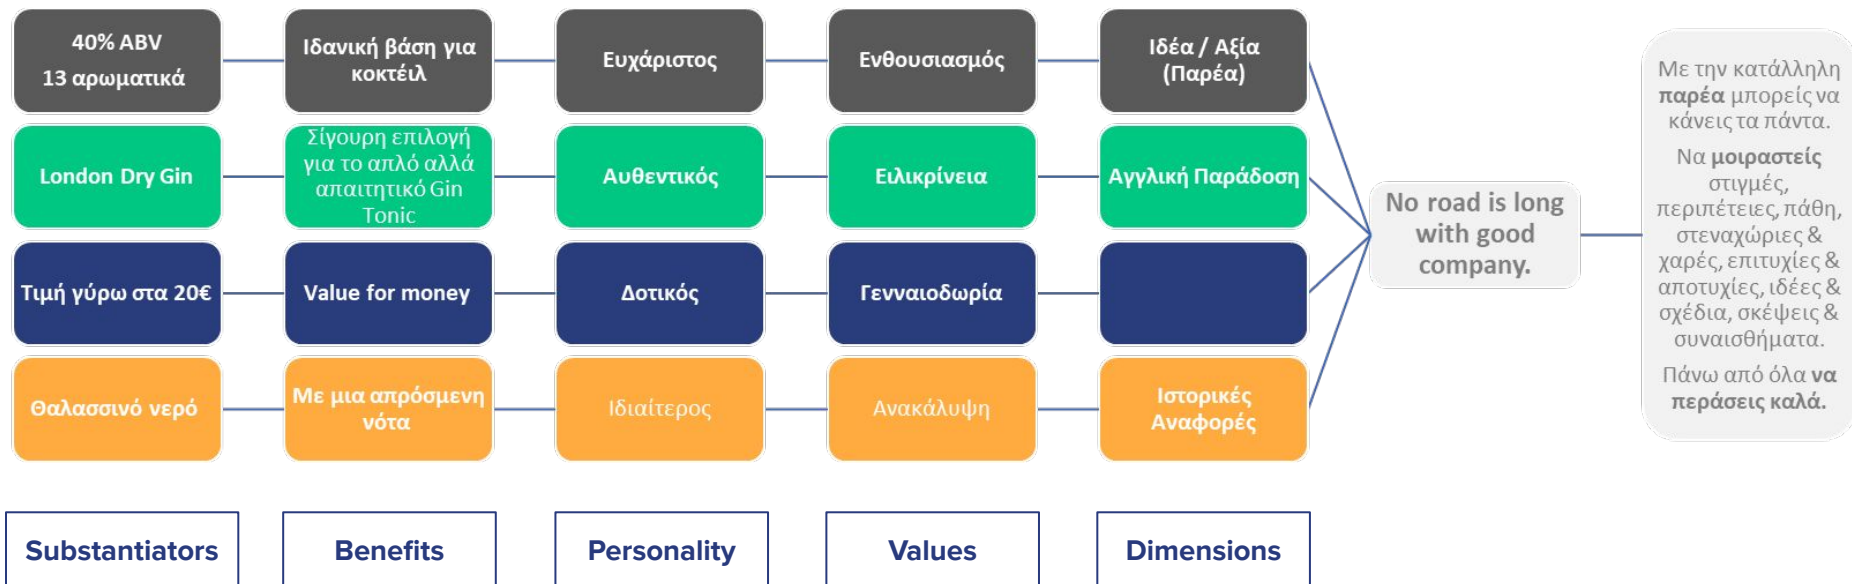 40% ABV
13 αρωματικά
Ιδανική βάση για
κοκτέιλ
Ευχάριστος
Ενθουσιασμός
Ιδέα / Αξία
(Παρέα)
London Dry Gin
Σίγουρη επιλογή
για το απλό αλλά
απαιτητικό Gin
Tonic
Αυθεντικός
Ειλικρίνεια
Αγγλική Παράδοση
Τιμή γύρω στα 20€
Value for money
Δοτικός
Γενναιοδωρία
Θαλασσινό νερό
Με μια απρόσμενη
νότα
Ιδιαίτερος
Ανακάλυψη
Ιστορικές
Αναφορές
No road is long
with good
company.
Με την κατάλληλη
παρέα μπορείς να
κάνεις τα πάντα.
Να μοιραστείς
στιγμές,
περιπέτειες, πάθη,
στεναχώριες &
χαρές, επιτυχίες &
αποτυχίες, ιδέες &
σχέδια, σκέψεις &
συναισθήματα.
Πάνω από όλα να
περάσεις καλά.
Substantiators
Benefits
Personality
Values
Dimensions